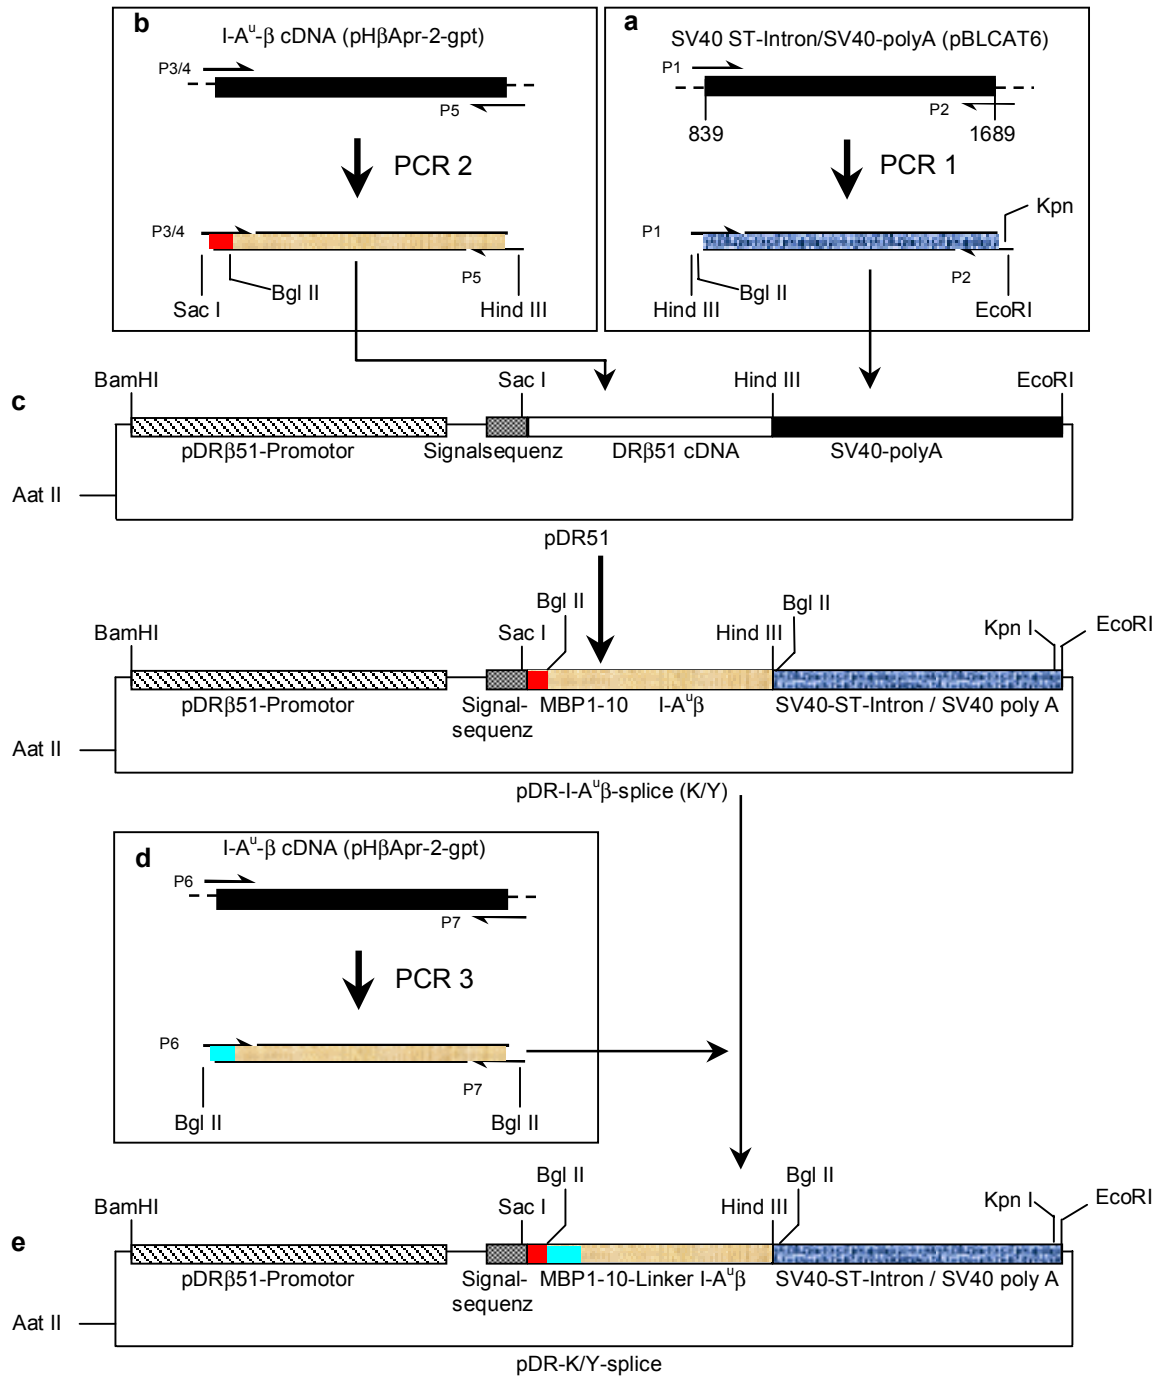 b
I-Aᵘ-β cDNA (pHβApr-2-gpt)
P3/4
P5
PCR 2
P3/4
P5
Sac I
Bgl II
Hind III
a
SV40 ST-Intron/SV40-polyA (pBLCAT6)
P1
P2
839
1689
PCR 1
Kpn
P1
P2
Hind III
Bgl II
EcoRI
c
BamHI
Sac I
Hind III
EcoRI
pDRβ51-Promotor
Signalsequenz
DRβ51 cDNA
SV40-polyA
Aat II
pDR51
Bgl II
Bgl II
BamHI
Sac I
Hind III
Kpn I
EcoRI
pDRβ51-Promotor
Signal-
sequenz
MBP1-10
I-Aᵘβ
SV40-ST-Intron / SV40 poly A
Aat II
pDR-I-Aᵘβ-splice (K/Y)
d
I-Aᵘ-β cDNA (pHβApr-2-gpt)
P6
P7
PCR 3
P6
P7
Bgl II
Bgl II
e
Bgl II
Bgl II
BamHI
Sac I
Hind III
Kpn I
EcoRI
pDRβ51-Promotor
Signal-
sequenz
MBP1-10-Linker I-Aᵘβ
SV40-ST-Intron / SV40 poly A
Aat II
pDR-K/Y-splice